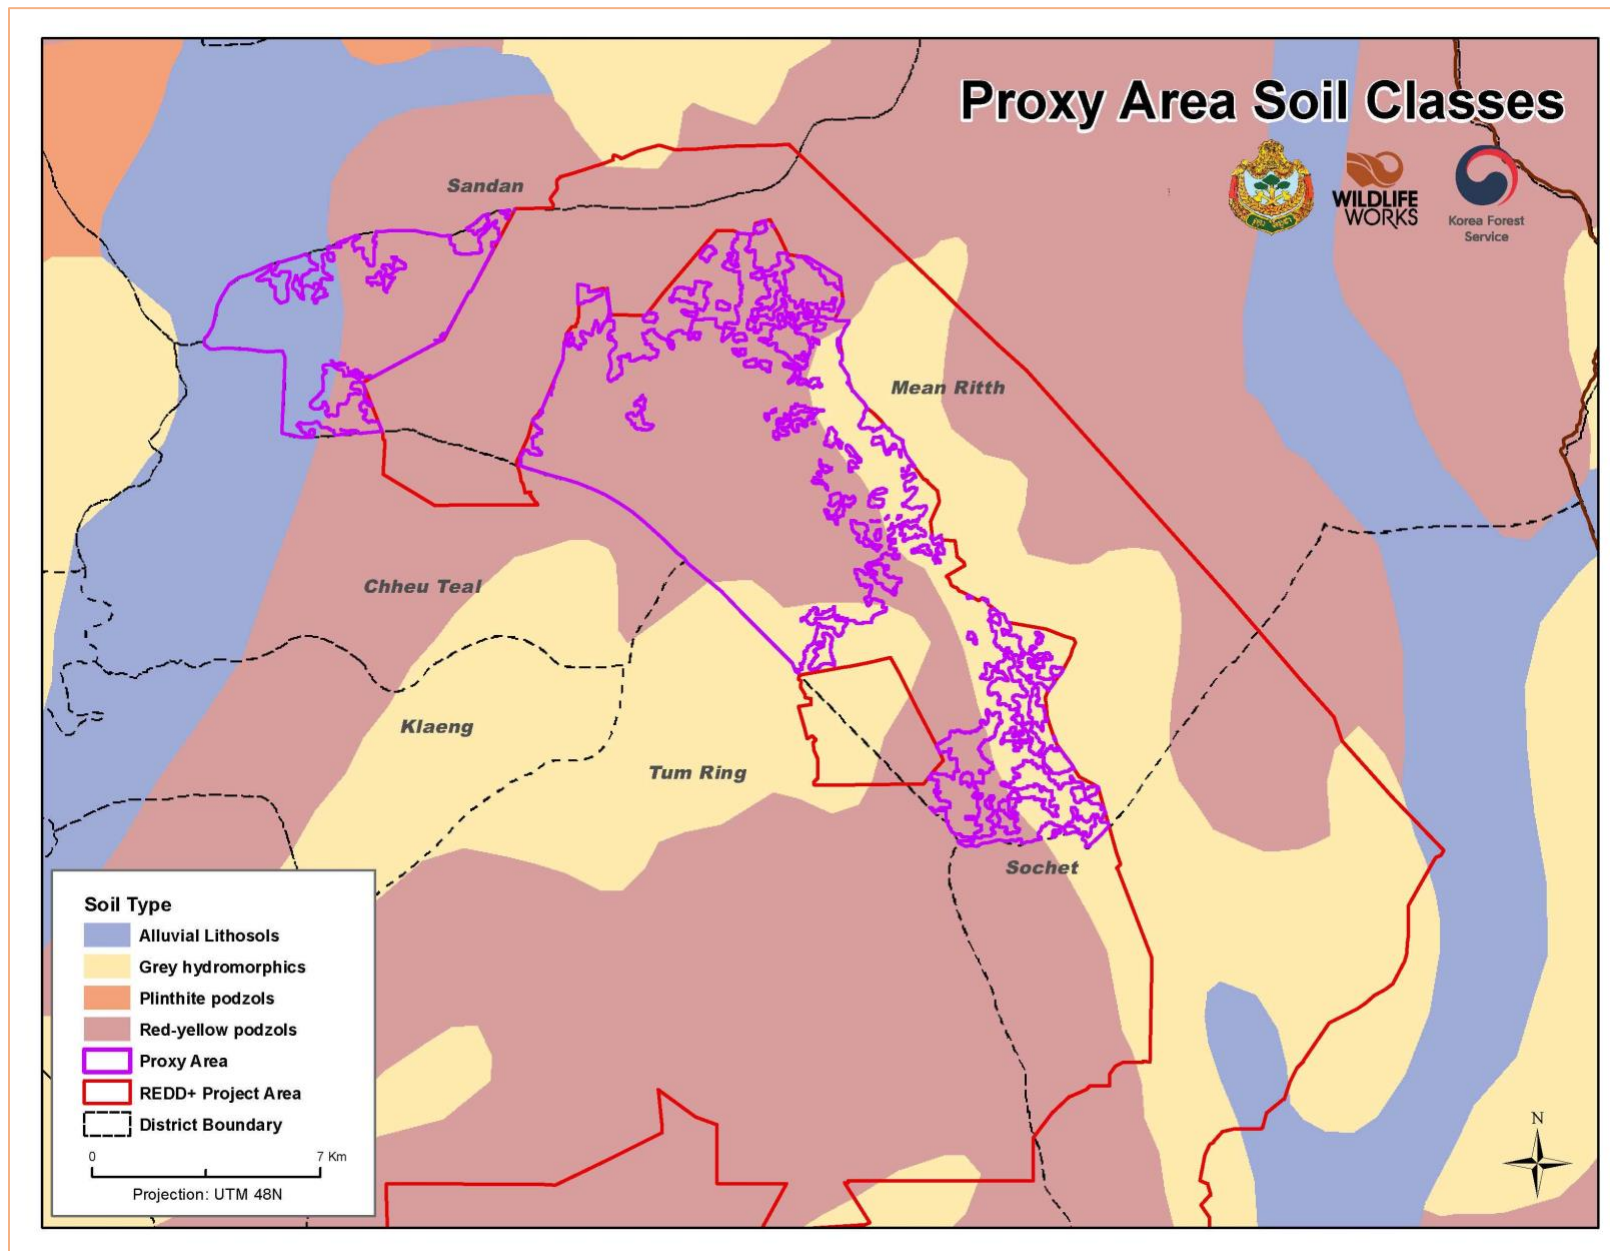 Proxy Area Soil Classes
WILDLIFE
WORKS
Korea Forest
Service
Sandan
Mean Ritth
Chheu Teal
Klaeng
Tum Ring
Sochet
Soil Type
Alluvial Lithosols
Grey hydromorphics
Plinthite podzols
Red-yellow podzols
Proxy Area
REDD+ Project Area
District Boundary
0 7 Km
Projection: UTM 48N
N